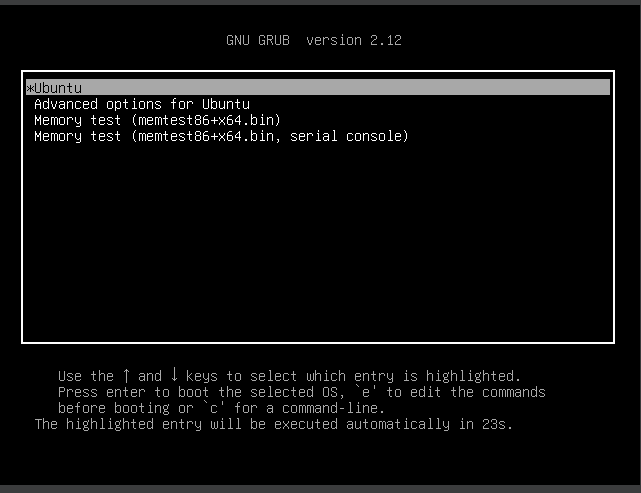 GNU GRUB  version 2.12
*Ubuntu
Advanced options for Ubuntu
Memory test (memtest86+x64.bin)
Memory test (memtest86+x64.bin, serial console)
Use the ↑ and ↓ keys to select which entry is highlighted.
Press enter to boot the selected OS, `e' to edit the commands
before booting or `c' for a command-line.
The highlighted entry will be executed automatically in 23s.